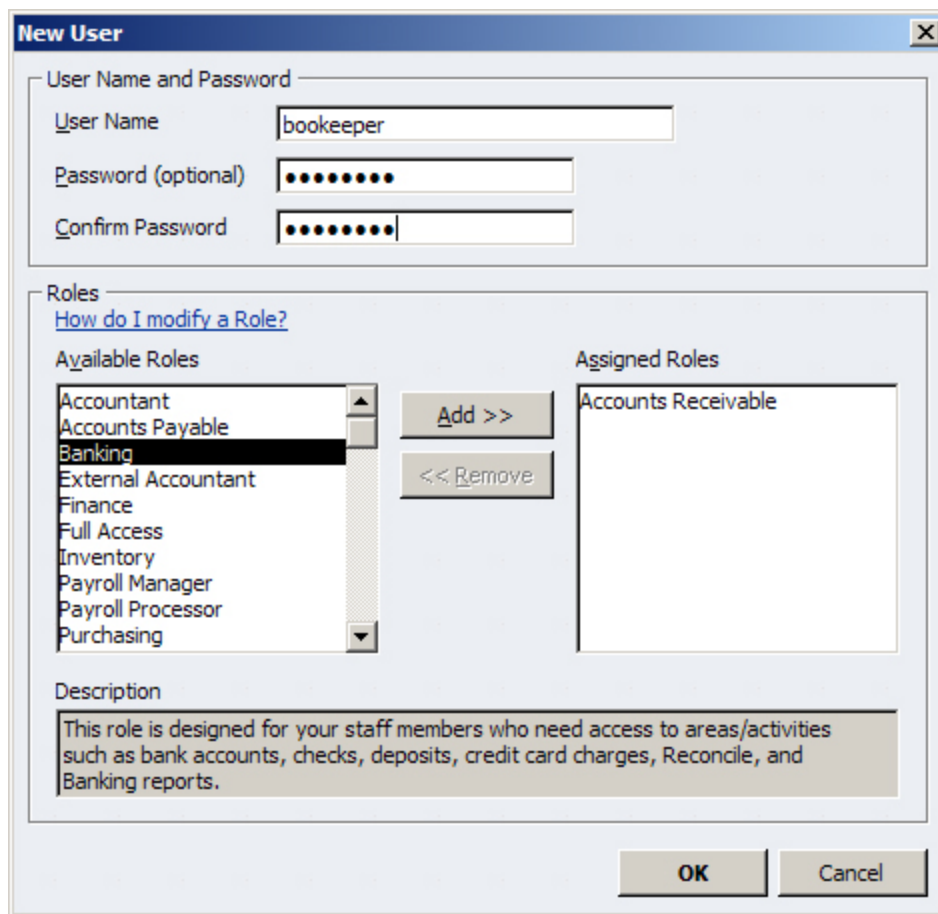 New User
User Name and Password
User Name
bookeeper
Password (optional)
••••••••
Confirm Password
••••••••
Roles
How do I modify a Role?
Available Roles
Accountant
Accounts Payable
Banking
External Accountant
Finance
Full Access
Inventory
Payroll Manager
Payroll Processor
Purchasing
Add >>
<< Remove
Assigned Roles
Accounts Receivable
Description
This role is designed for your staff members who need access to areas/activities
such as bank accounts, checks, deposits, credit card charges, Reconcile, and
Banking reports.
OK
Cancel